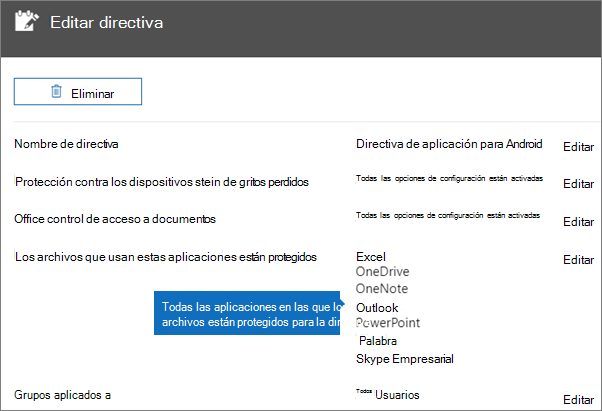 Editar directiva
Eliminar
Nombre de directiva Directiva de aplicación para Android Editar
Protección contra los dispositivos stein de gritos perdidos Todas las opciones de configuración están activadas Editar
Office control de acceso a documentos Todas las opciones de configuración están activadas Editar
Los archivos que usan estas aplicaciones están protegidos Excel Editar
OneDrive
OneNote
Todas las aplicaciones en las que lo Outlook
archivos están protegidos para la dir PowerPoint
Palabra
Skype Empresarial
Grupos aplicados a Todos Usuarios Editar